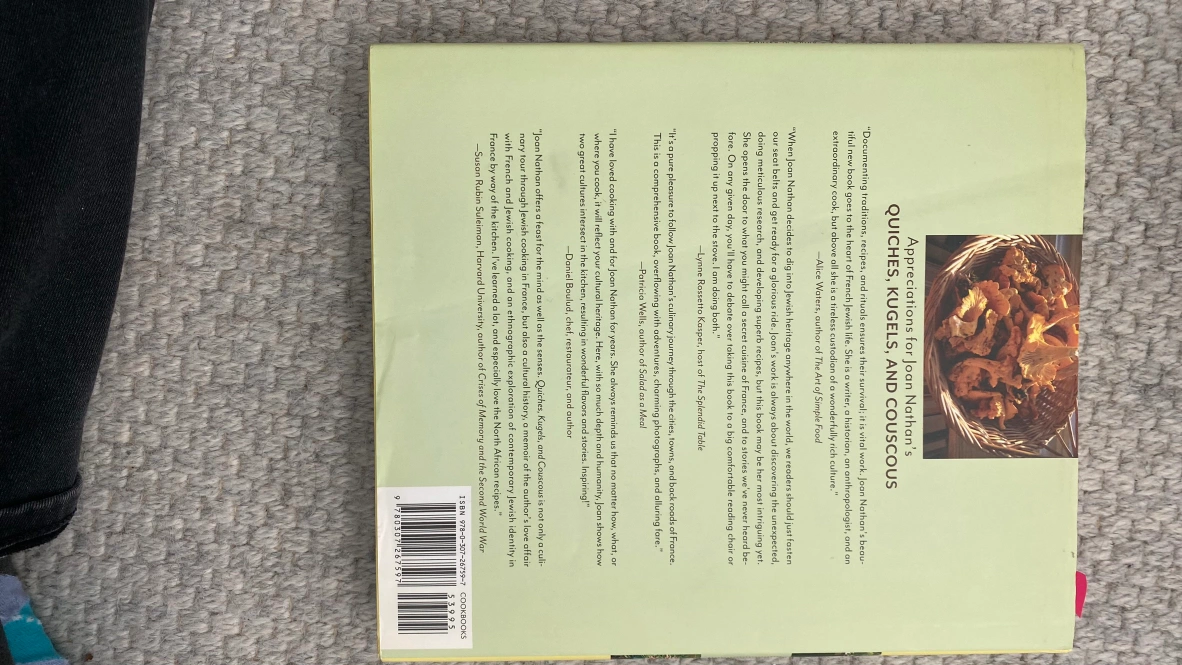 Appreciations for Joan Nathan's
QUICHES, KUGELS, AND COUSCOUS
"Documenting traditions, recipes, and rituals ensures their survival; it is vital work. Joan Nathan's beau-
tiful new book goes to the heart of French Jewish life. She is a writer, a historian, an anthropologist, and an
extraordinary cook, but above all she is a tireless custodian of a wonderfully rich culture."
—Alice Waters, author of The Art of Simple Food
"When Joan Nathan decides to dig into Jewish heritage anywhere in the world, we readers should just fasten
our seat belts and get ready for a glorious ride. Joan's work is always about discovering the unexpected,
doing meticulous research, and developing superb recipes, but this book may be her most intriguing yet.
She opens the door to what you might call a secret cuisine of France, and to stories we've never heard be-
fore. On any given day, you'll have to debate over taking this book to a big comfortable reading chair or
propping it up next to the stove. I am doing both."
—Lynne Rossetto Kasper, host of The Splendid Table
"It's a pure pleasure to follow Joan Nathan's culinary journey through the cities, towns, and back roads of France.
This is a comprehensive book, overflowing with adventures, charming photographs, and alluring fare."
—Patricia Wells, author of Salad as a Meal
"I have loved cooking with and for Joan Nathan for years. She always reminds us that no matter how, what, or
where you cook, it will reflect your cultural heritage. Here, with so much depth and humanity, Joan shows how
two great cultures intersect in the kitchen, resulting in wonderful flavors and stories. Inspiring!"
—Daniel Boulud, chef, restaurateur, and author
"Joan Nathan offers a feast for the mind as well as the senses. Quiches, Kugels, and Couscous is not only a culi-
nary tour through Jewish cooking in France, but also a cultural history, a memoir of the author's love affair
with French and Jewish cooking, and an ethnographic exploration of contemporary Jewish identity in
France by way of the kitchen. I've learned a lot, and especially love the North African recipes."
—Susan Rubin Suleiman, Harvard University, author of Crises of Memory and the Second World War
ISBN 978-0-307-26759-7 COOKBOOKS
53995
9 780307 267597